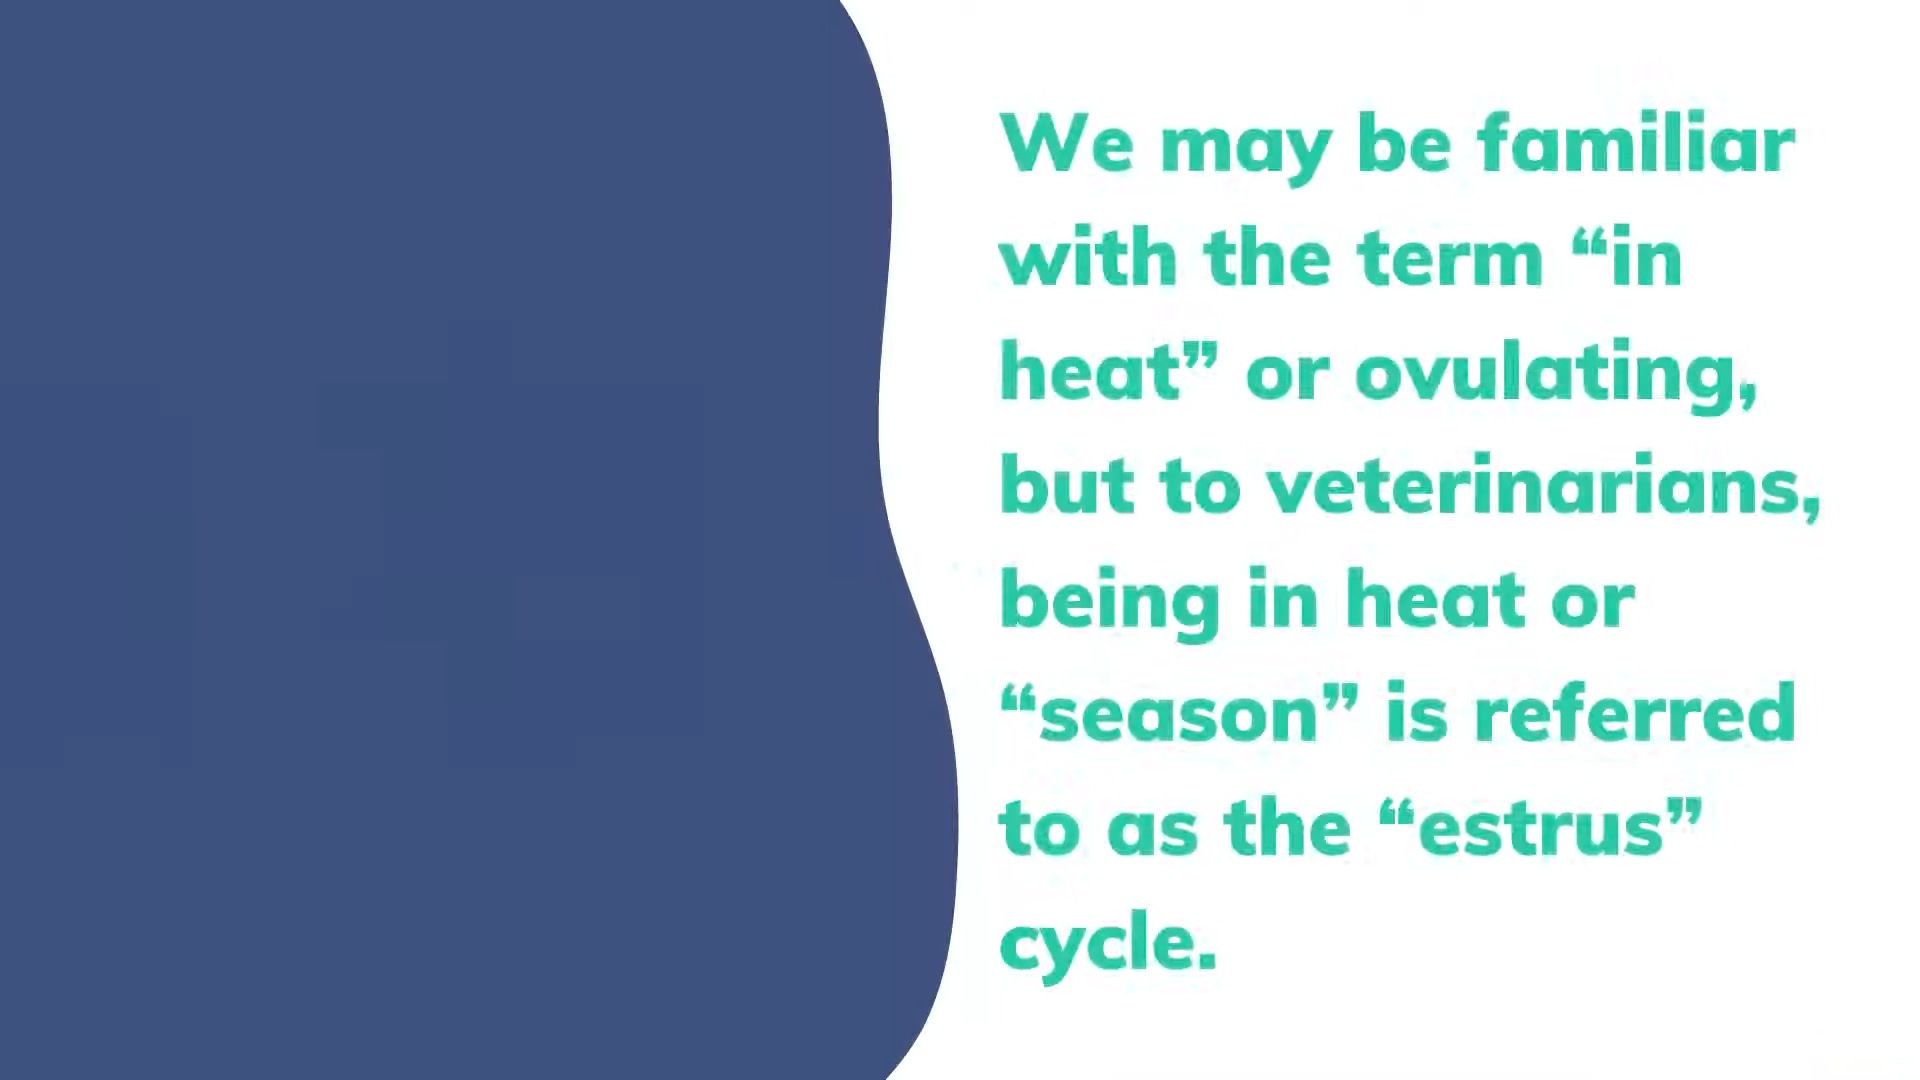 We may be familiar
with the term “in
heat” or ovulating,
but to veterinarians,
being in heat or
“season” is referred
to as the “estrus”
cycle.